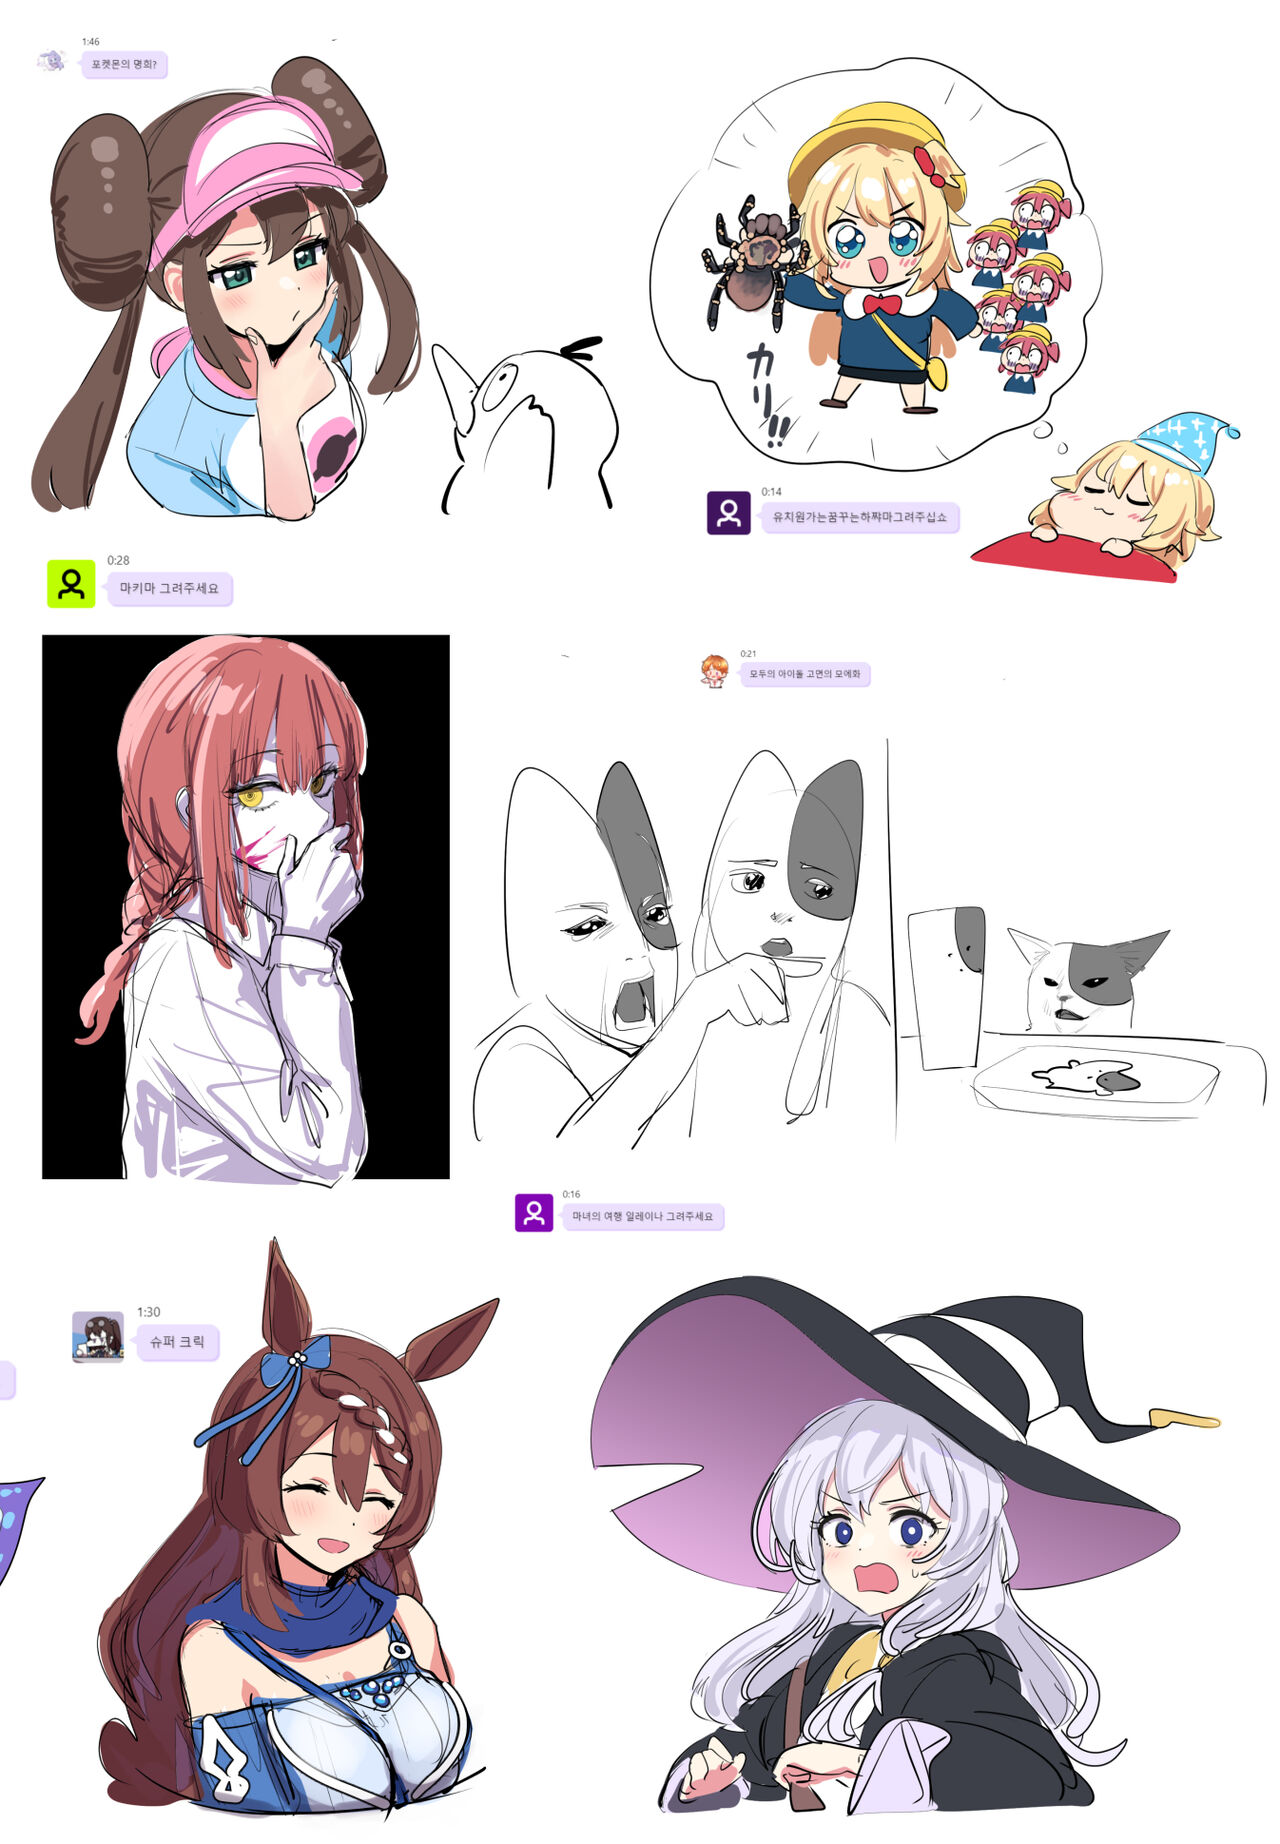 1:46
포켓몬의 명희?
カリ!!
0:14
유치원가는꿈꾸는하쨔마그려주십쇼
0:28
마키마 그려주세요
0:21
모두의 아이돌 고면의 모에화
0:16
마녀의 여행 일레이나 그려주세요
1:30
슈퍼 크릭